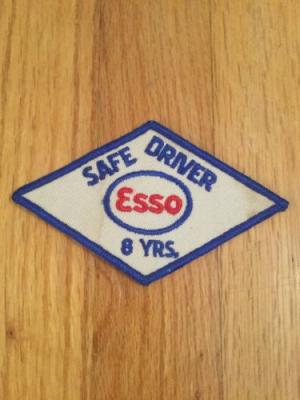 SAFE DRIVER
Esso
8 YRS,